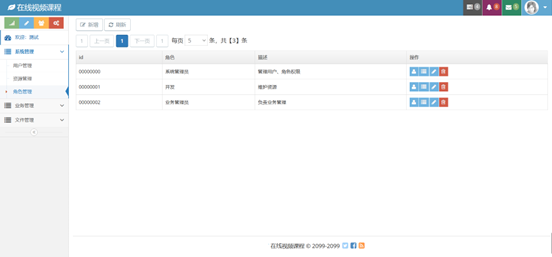 在线视频课程
欢迎：测试
系统管理
用户管理
资源管理
角色管理
业务管理
文件管理
新增 刷新
1 上一页 1 下一页 1 每页 5 条，共【3】条
id 角色 描述 操作
00000000 系统管理员 管理用户、角色权限
00000001 开发 维护资源
00000002 业务管理员 负责业务管理
在线视频课程 © 2099-2099